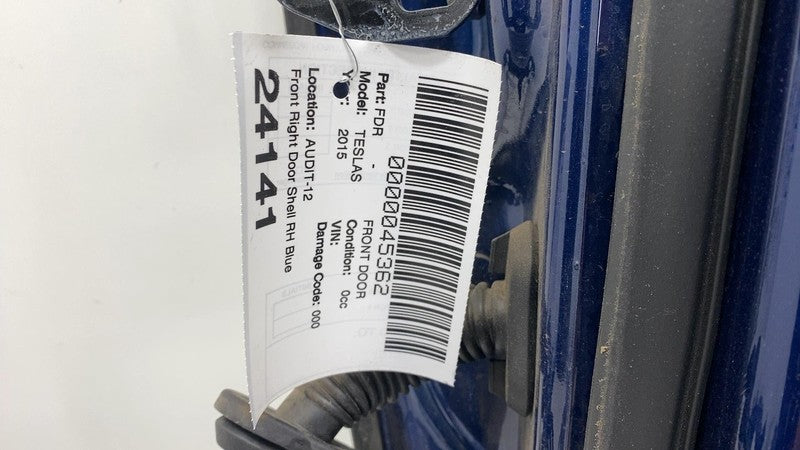 0000045362
Part: FDR - FRONT DOOR
Model: TESLAS Condition: 0cc
2015 VIN:
Damage Code: 000
Location: AUDIT-12
Front Right Door Shell RH Blue
24141